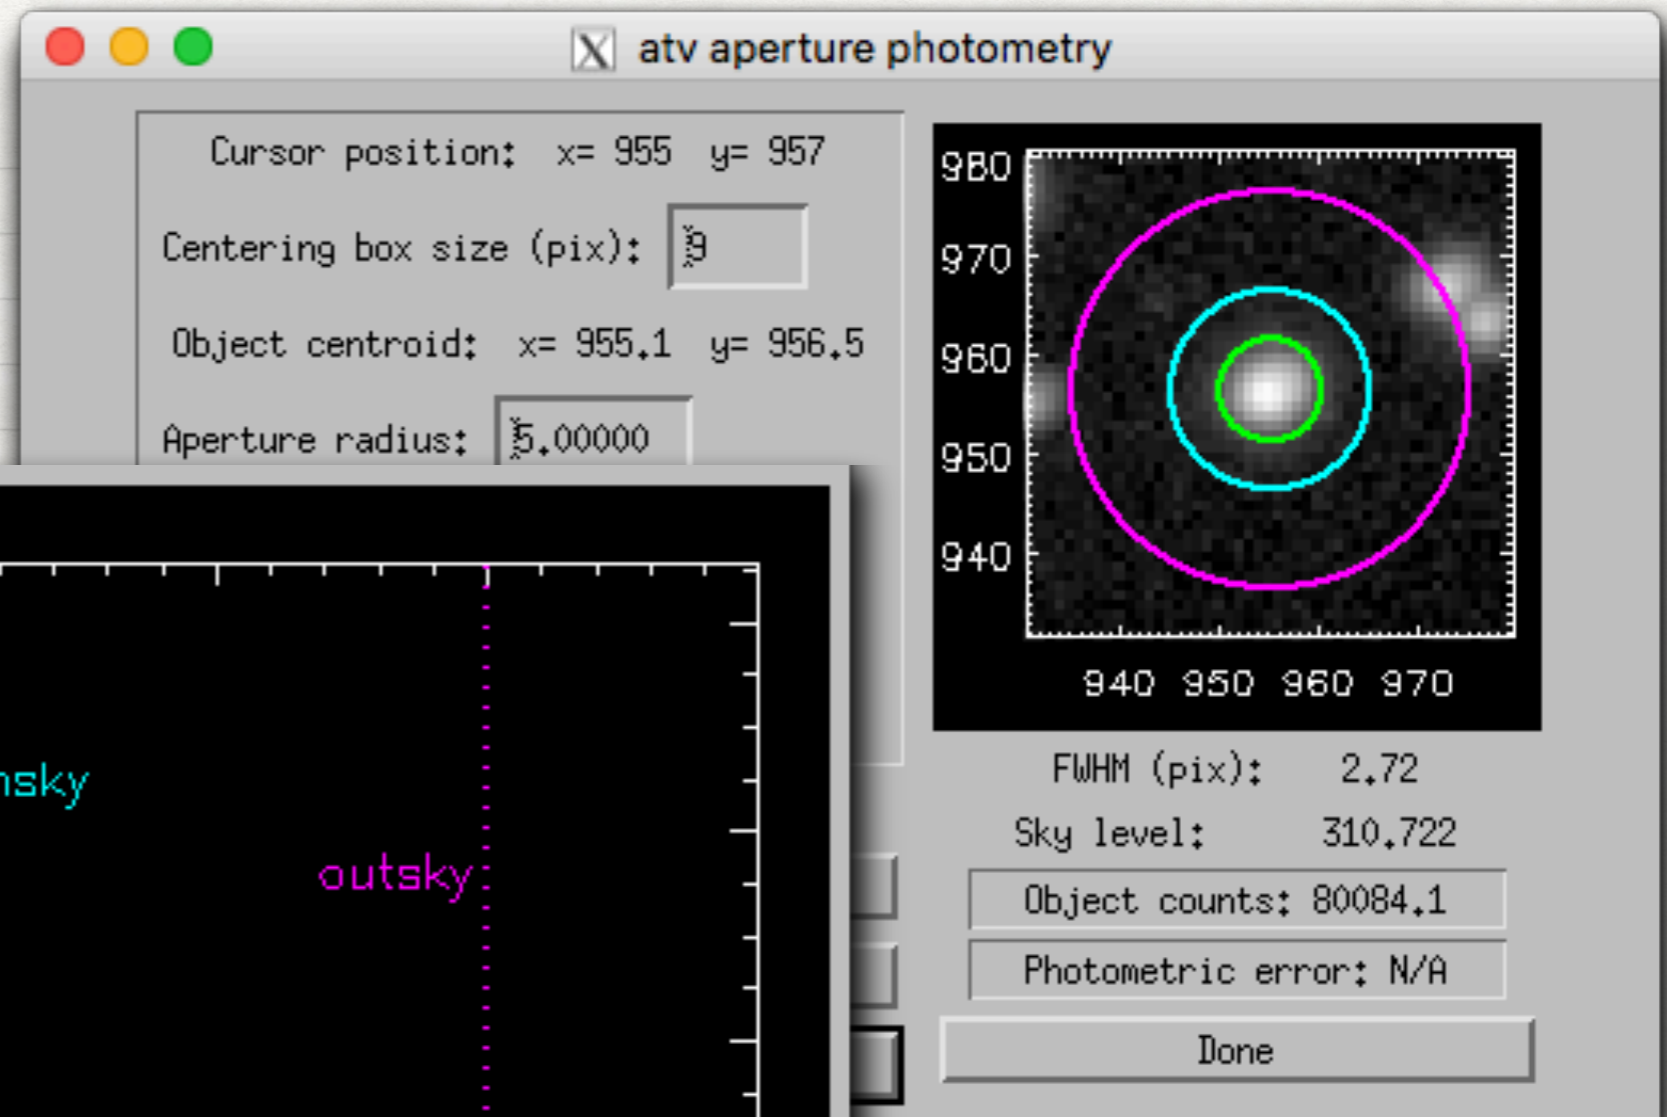 X atv aperture photometry
Cursor position: x= 955 y= 957
Centering box size (pix): 9
Object centroid: x= 955.1 y= 956.5
Aperture radius: 5.00000
980
970
960
950
940
940 950 960 970
FWHM (pix): 2.72
Sky level: 310.722
Object counts: 80084.1
Photometric error: N/A
Done
nsky
outsky